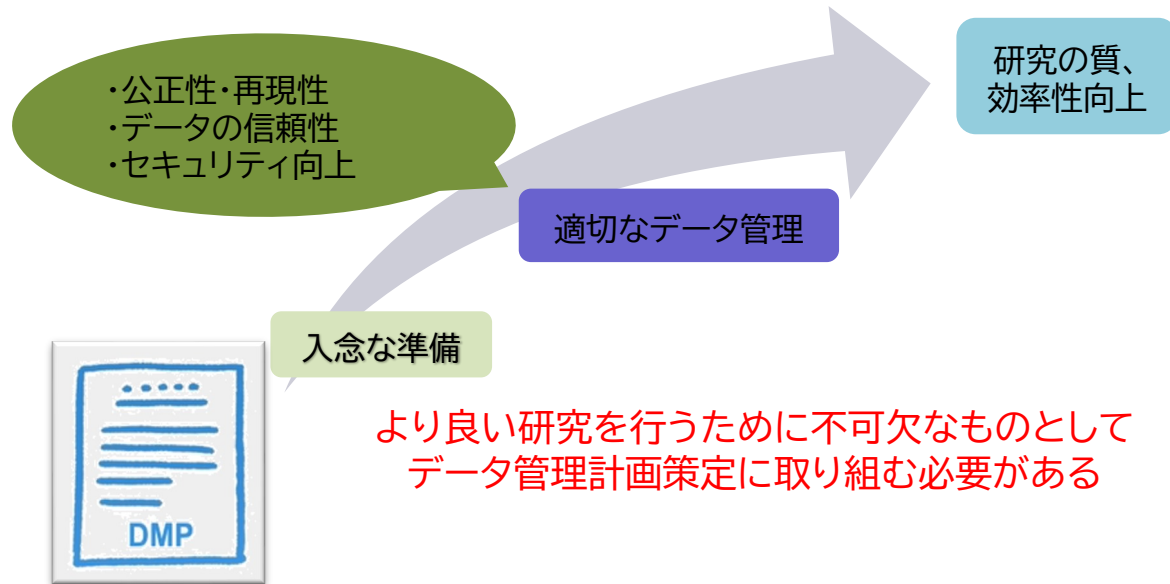 ・公正性・再現性
・データの信頼性
・セキュリティ向上
研究の質、
効率性向上
適切なデータ管理
入念な準備
DMP
より良い研究を行うために不可欠なものとして
データ管理計画策定に取り組む必要がある